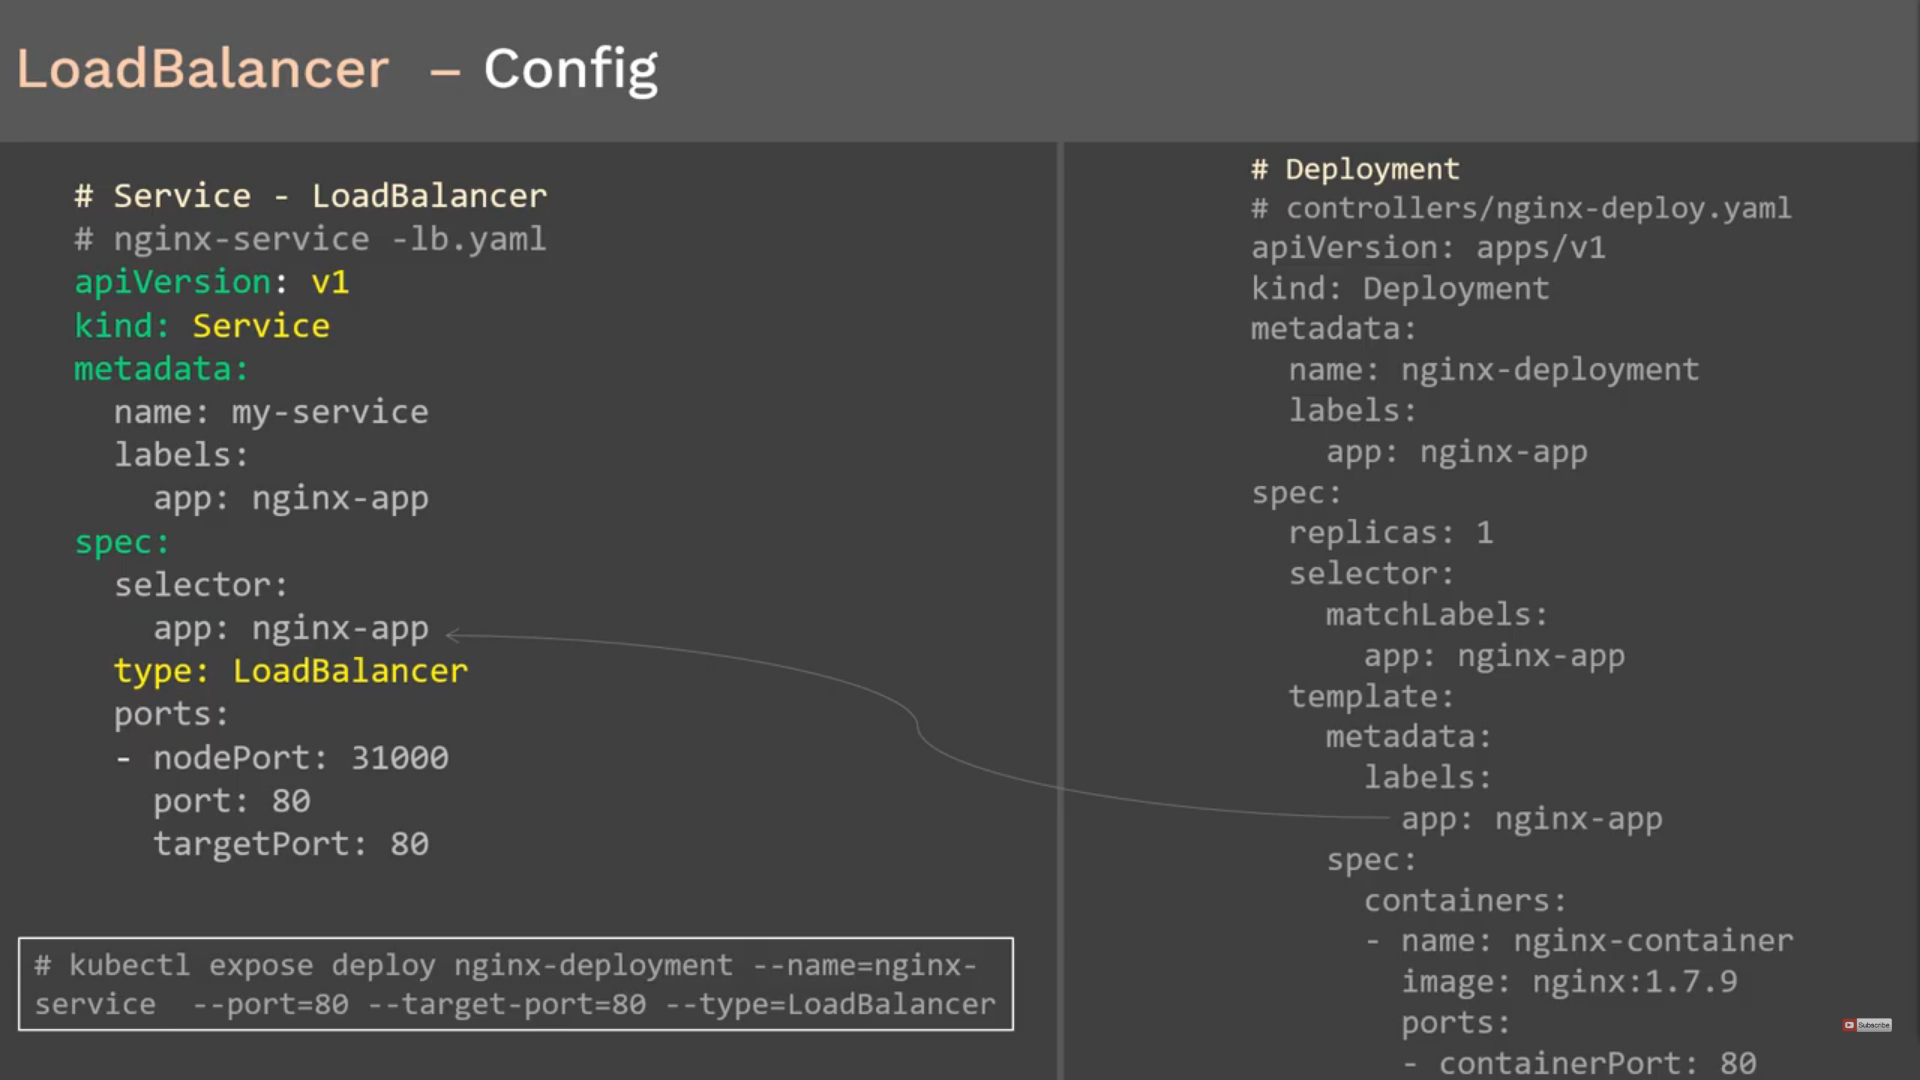 LoadBalancer – Config
# Service - LoadBalancer
# nginx-service -lb.yaml
apiVersion: v1
kind: Service
metadata:
  name: my-service
  labels:
    app: nginx-app
spec:
  selector:
    app: nginx-app
  type: LoadBalancer
  ports:
  - nodePort: 31000
    port: 80
    targetPort: 80
# kubectl expose deploy nginx-deployment --name=nginx-
service  --port=80 --target-port=80 --type=LoadBalancer
# Deployment
# controllers/nginx-deploy.yaml
apiVersion: apps/v1
kind: Deployment
metadata:
  name: nginx-deployment
  labels:
    app: nginx-app
spec:
  replicas: 1
  selector:
    matchLabels:
      app: nginx-app
  template:
    metadata:
      labels:
        app: nginx-app
    spec:
      containers:
      - name: nginx-container
        image: nginx:1.7.9
        ports:
        - containerPort: 80
Subscribe